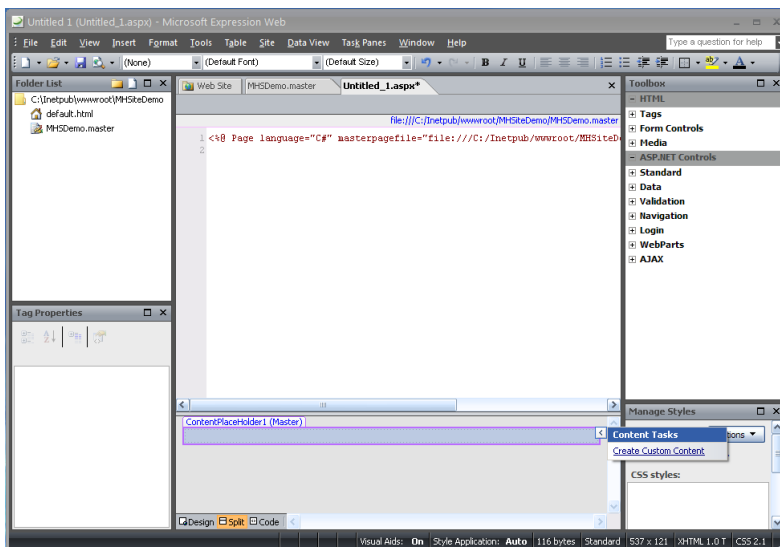 Untitled 1 (Untitled_1.aspx) - Microsoft Expression Web
File Edit View Insert Format Tools Table Site Data View Task Panes Window Help
Type a question for help
(None) (Default Font) (Default Size) B I U A
Folder List
C:\Inetpub\wwwroot\MHSiteDemo
default.html
MHSDemo.master
Tag Properties
Web Site MHSDemo.master Untitled_1.aspx*
file:///C:/Inetpub/wwwroot/MHSiteDemo/MHSDemo.master
1 <%@ Page language="C#" masterpagefile="file:///C:/Inetpub/wwwroot/MHSiteD
2
ContentPlaceHolder1 (Master)
Content Tasks
Create Custom Content
Design Split Code
Toolbox
- HTML
Tags
Form Controls
Media
- ASP.NET Controls
Standard
Data
Validation
Navigation
Login
WebParts
AJAX
Manage Styles
CSS styles:
Visual Aids: On Style Application: Auto 116 bytes Standard 537 x 121 XHTML 1.0 T CSS 2.1